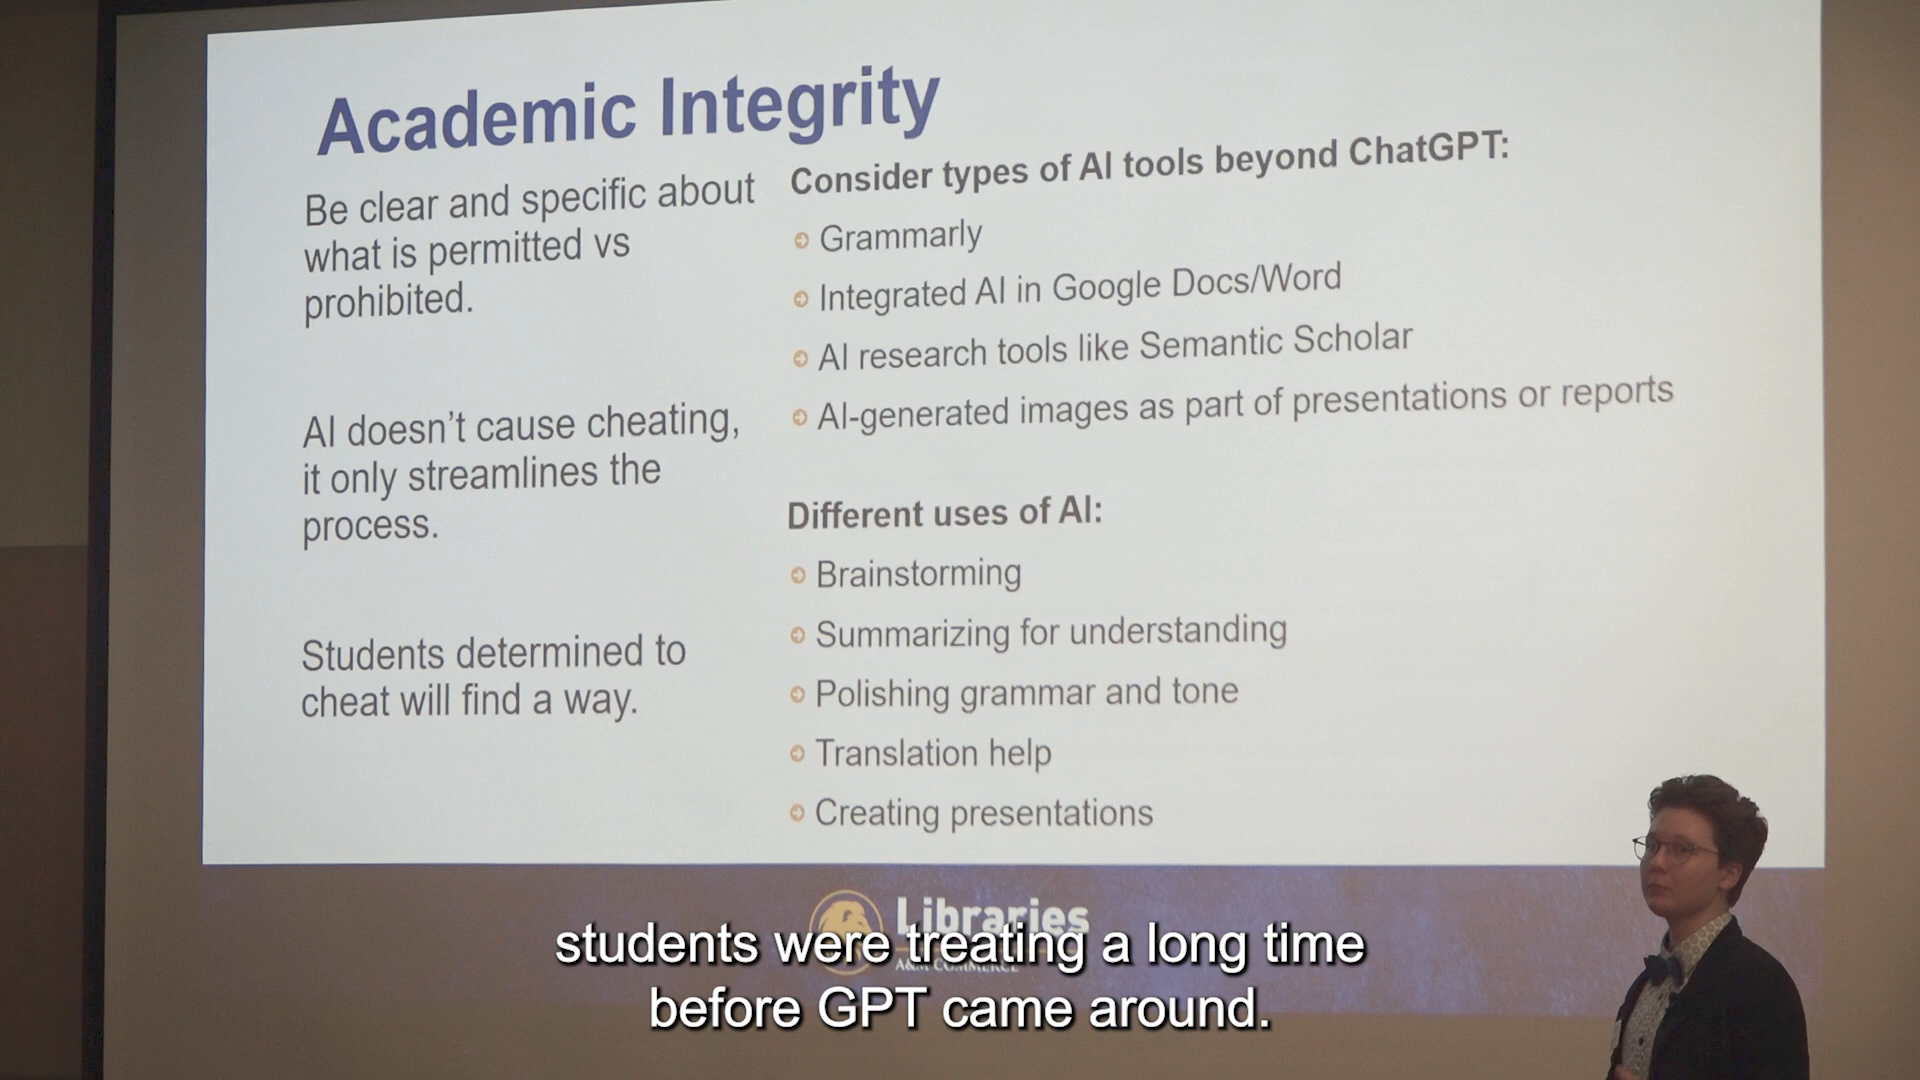 Academic Integrity
Be clear and specific about
what is permitted vs
prohibited.
AI doesn’t cause cheating,
it only streamlines the
process.
Students determined to
cheat will find a way.
Consider types of AI tools beyond ChatGPT:
Grammarly
Integrated AI in Google Docs/Word
AI research tools like Semantic Scholar
AI-generated images as part of presentations or reports
Different uses of AI:
Brainstorming
Summarizing for understanding
Polishing grammar and tone
Translation help
Creating presentations
Libraries
A&M COMMERCE
students were treating a long time
before GPT came around.